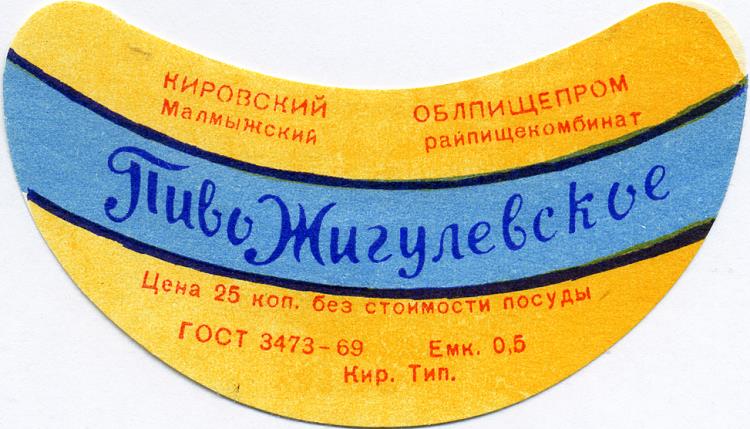 КИРОВСКИЙ ОБЛПИЩЕПРОМ
Малмыжский райпищекомбинат
Пиво Жигулевское
Цена 25 коп. без стоимости посуды
ГОСТ 3473-69 Емк. 0,5
Кир. Тип.